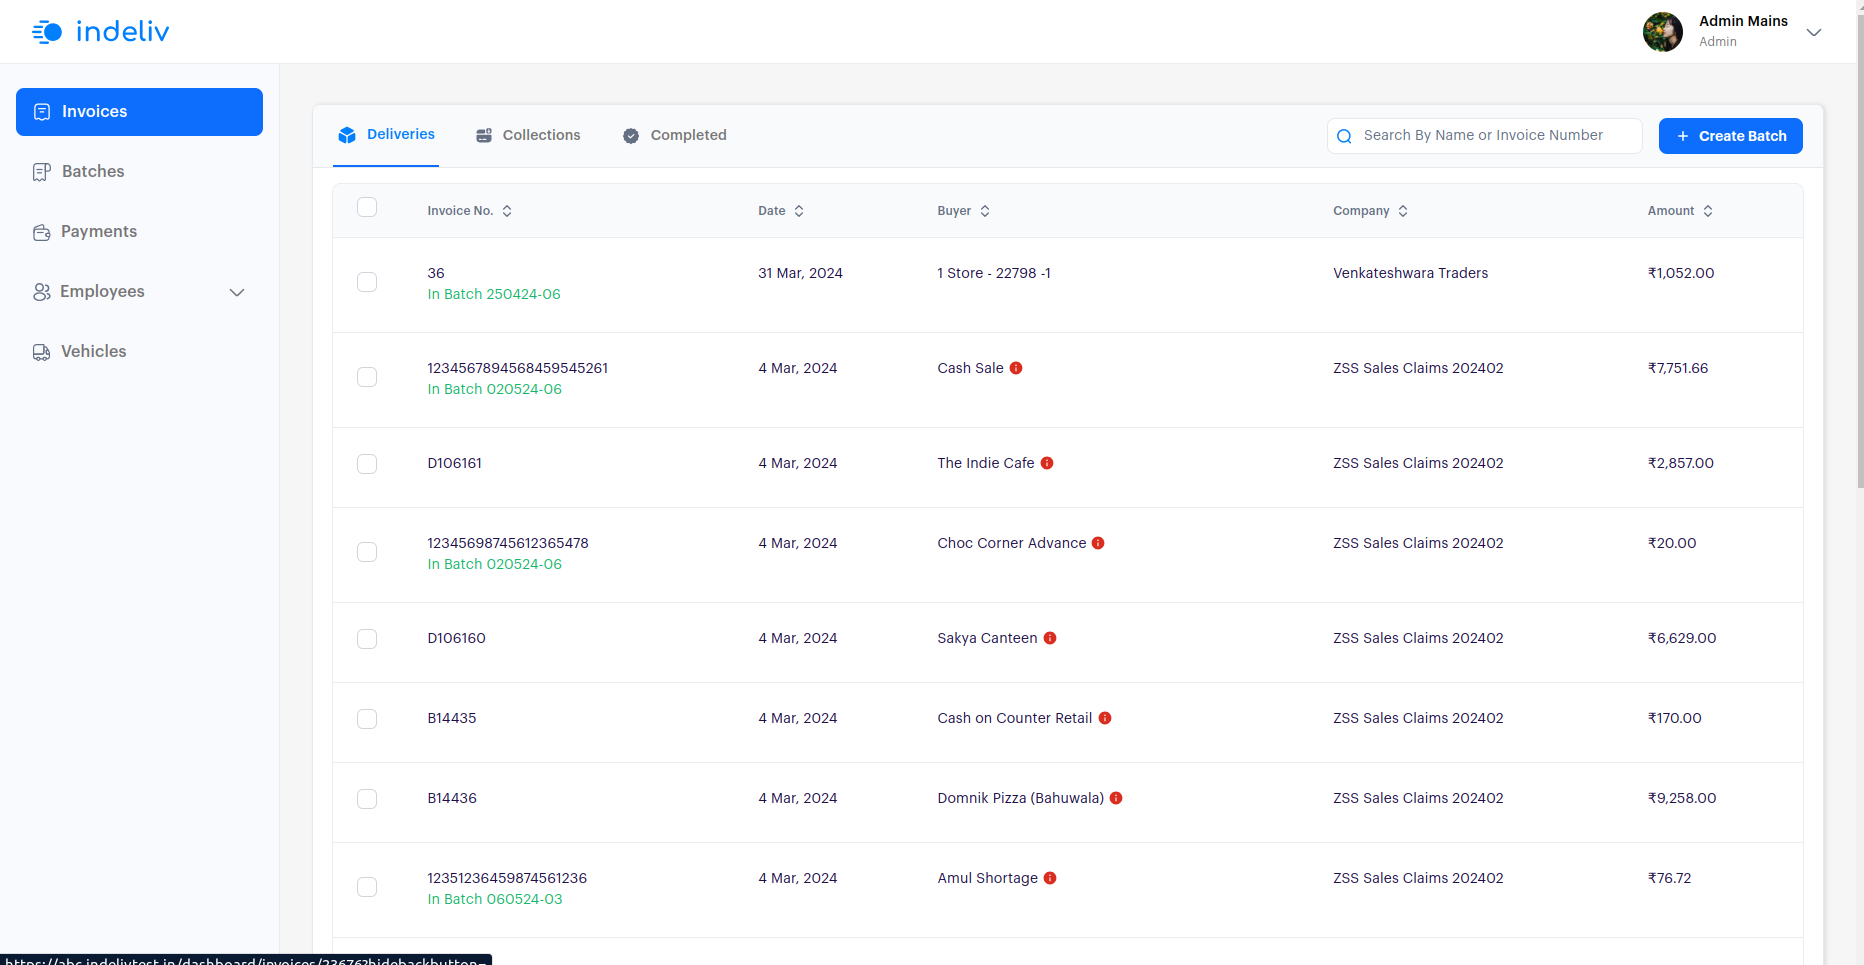 indeliv
Admin Mains
Admin
Invoices
Batches
Payments
Employees
Vehicles
Deliveries Collections Completed Search By Name or Invoice Number + Create Batch
Invoice No. Date Buyer Company Amount
36 31 Mar, 2024 1 Store - 22798 -1 Venkateshwara Traders ₹1,052.00
In Batch 250424-06
1234567894568459545261 4 Mar, 2024 Cash Sale ZSS Sales Claims 202402 ₹7,751.66
In Batch 020524-06
D106161 4 Mar, 2024 The Indie Cafe ZSS Sales Claims 202402 ₹2,857.00
12345698745612365478 4 Mar, 2024 Choc Corner Advance ZSS Sales Claims 202402 ₹20.00
In Batch 020524-06
D106160 4 Mar, 2024 Sakya Canteen ZSS Sales Claims 202402 ₹6,629.00
B14435 4 Mar, 2024 Cash on Counter Retail ZSS Sales Claims 202402 ₹170.00
B14436 4 Mar, 2024 Domnik Pizza (Bahuwala) ZSS Sales Claims 202402 ₹9,258.00
12351236459874561236 4 Mar, 2024 Amul Shortage ZSS Sales Claims 202402 ₹76.72
In Batch 060524-03
https://abc.indelivtest.in/dashboard/invoices/23676?hidebackbutton=